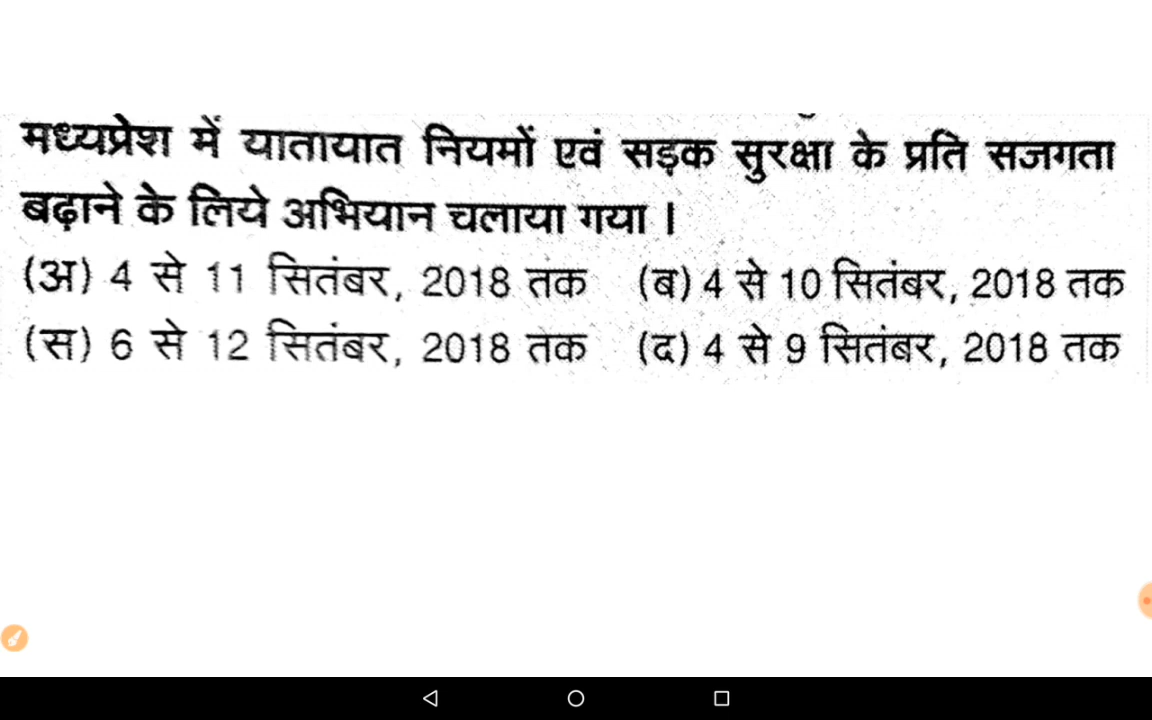 मध्यप्रेश में यातायात नियमों एवं सड़क सुरक्षा के प्रति सजगता
बढ़ाने के लिये अभियान चलाया गया ।
(अ) 4 से 11 सितंबर, 2018 तक (ब) 4 से 10 सितंबर, 2018 तक
(स) 6 से 12 सितंबर, 2018 तक (द) 4 से 9 सितंबर, 2018 तक